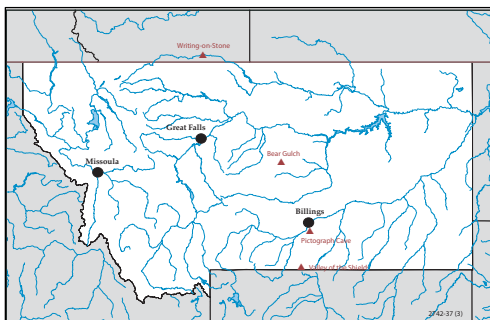 Writing-on-Stone
Great Falls
Bear Gulch
Missoula
Billings
Pictograph Cave
Valley of the Shields
2742-37 (3)